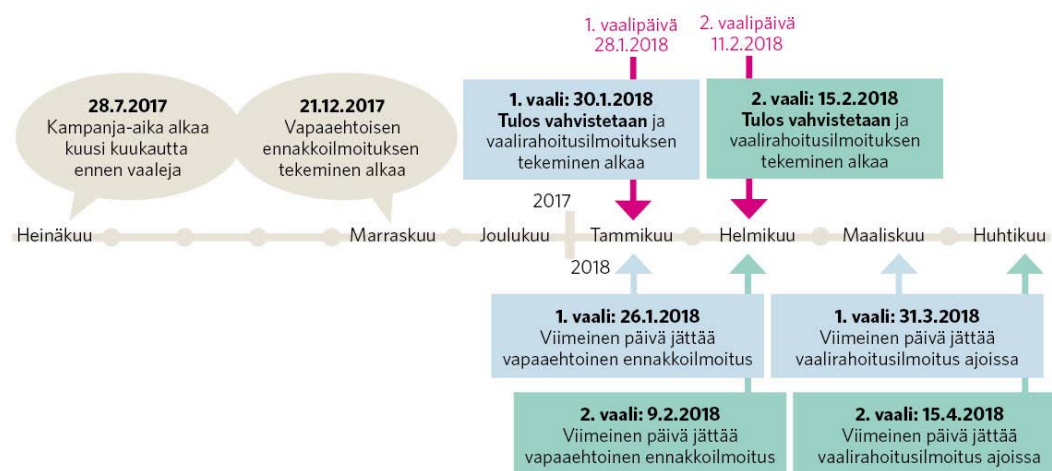 1. vaalipäivä
28.1.2018
2. vaalipäivä
11.2.2018
28.7.2017
Kampanja-aika alkaa
kuusi kuukautta
ennen vaaleja
21.12.2017
Vapaaehtoisen
ennakkoilmoituksen
tekeminen alkaa
1. vaali: 30.1.2018
Tulos vahvistetaan ja
vaalirahoitusilmoituksen
tekeminen alkaa
2. vaali: 15.2.2018
Tulos vahvistetaan ja
vaalirahoitusilmoituksen
tekeminen alkaa
2017
Heinäkuu Marraskuu Joulukuu Tammikuu Helmikuu Maaliskuu Huhtikuu
2018
1. vaali: 26.1.2018
Viimeinen päivä jättää
vapaaehtoinen ennakkoilmoitus
1. vaali: 31.3.2018
Viimeinen päivä jättää
vaalirahoitusilmoitus ajoissa
2. vaali: 9.2.2018
Viimeinen päivä jättää
vapaaehtoinen ennakkoilmoitus
2. vaali: 15.4.2018
Viimeinen päivä jättää
vaalirahoitusilmoitus ajoissa